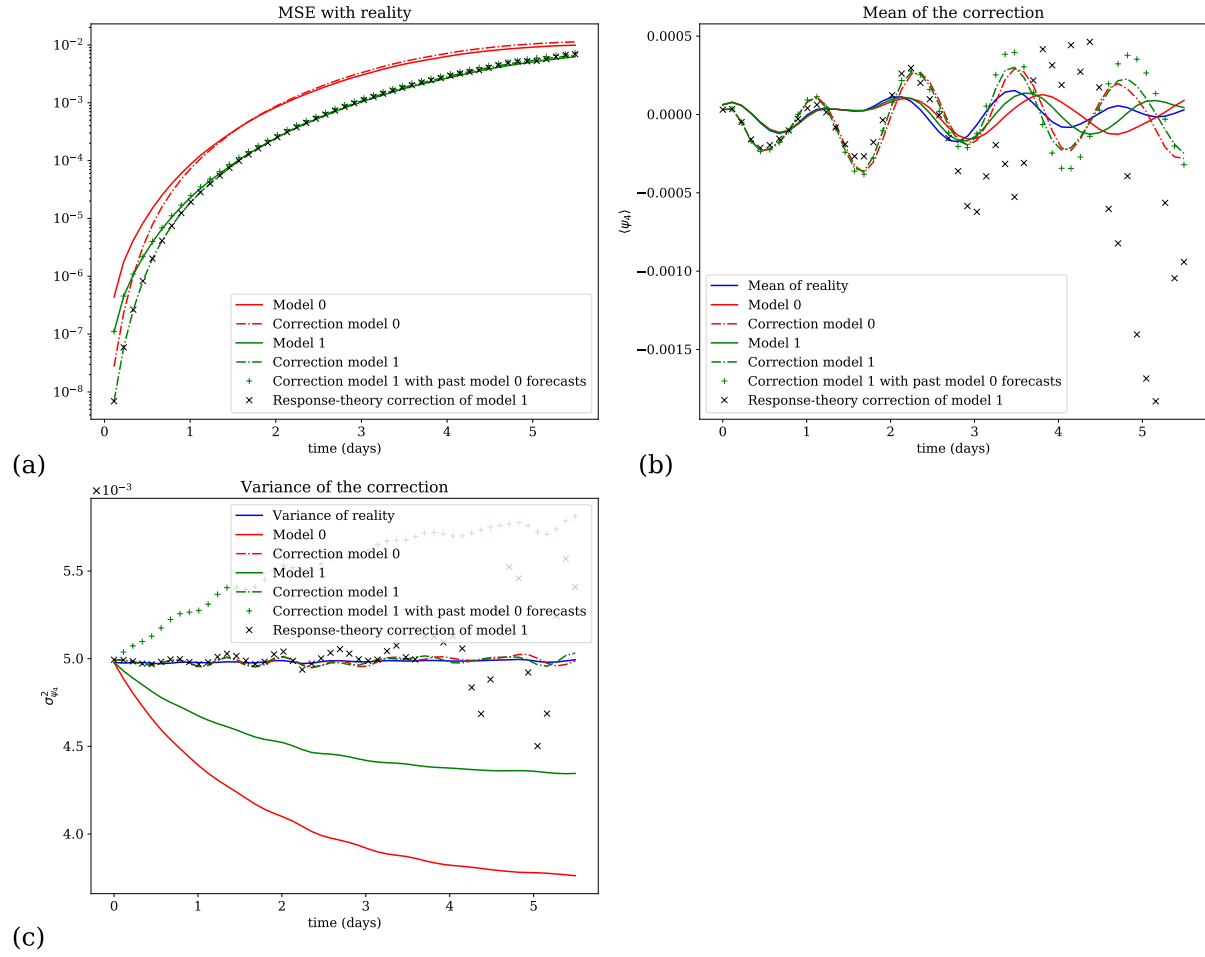 MSE with reality
10⁻²
10⁻³
10⁻⁴
10⁻⁵
10⁻⁶
10⁻⁷
10⁻⁸
Model 0
Correction model 0
Model 1
Correction model 1
Correction model 1 with past model 0 forecasts
Response-theory correction of model 1
0 1 2 3 4 5
time (days)
(a)
Mean of the correction
0.0005
0.0000
−0.0005
−0.0010
−0.0015
⟨ψ₄⟩
Mean of reality
Model 0
Correction model 0
Model 1
Correction model 1
Correction model 1 with past model 0 forecasts
Response-theory correction of model 1
0 1 2 3 4 5
time (days)
(b)
Variance of the correction
×10⁻³
5.5
5.0
4.5
4.0
σ²_ψ₄
Variance of reality
Model 0
Correction model 0
Model 1
Correction model 1
Correction model 1 with past model 0 forecasts
Response-theory correction of model 1
0 1 2 3 4 5
time (days)
(c)